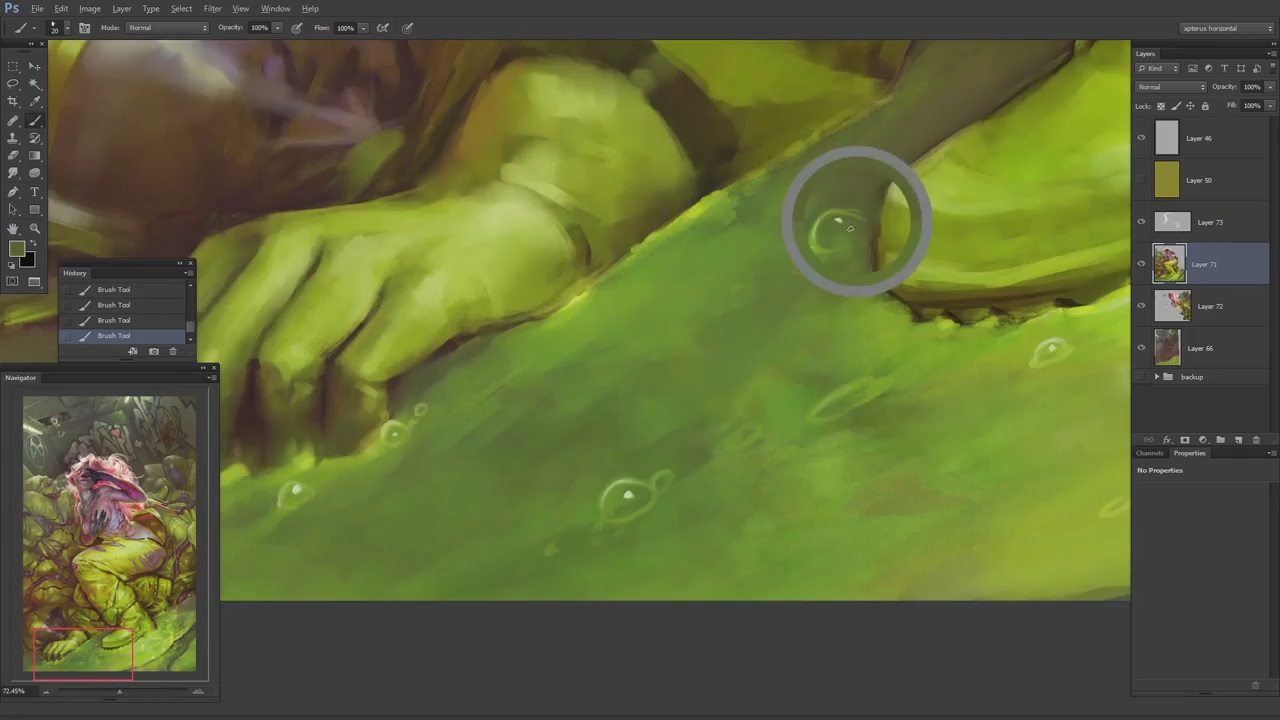 Ps File Edit Image Layer Type Select Filter View Window Help
20 Mode: Normal Opacity: 100% Flow: 100% apterus horizontal
Layers
Kind
Normal Opacity: 100%
Lock: Fill: 100%
Layer 46
Layer 50
Layer 73
Layer 71
Layer 72
Layer 66
backup
Channels Properties
No Properties
History
Brush Tool
Brush Tool
Brush Tool
Brush Tool
Navigator
72.45%